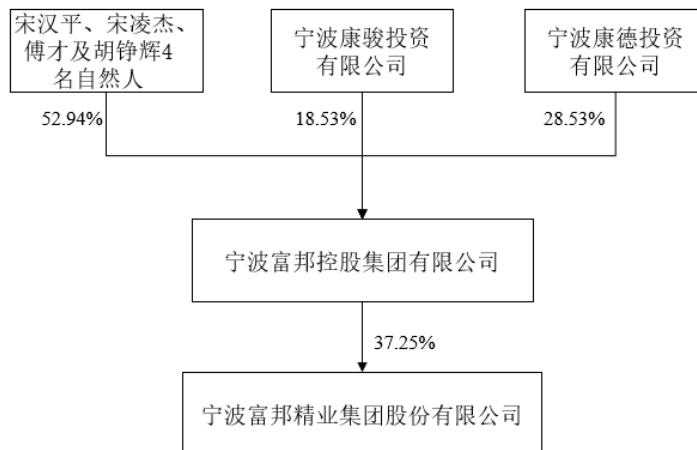 宋汉平、宋凌杰、
傅才及胡铮辉4
名自然人
宁波康骏投资
有限公司
宁波康德投资
有限公司
52.94%
18.53%
28.53%
宁波富邦控股集团有限公司
37.25%
宁波富邦精业集团股份有限公司